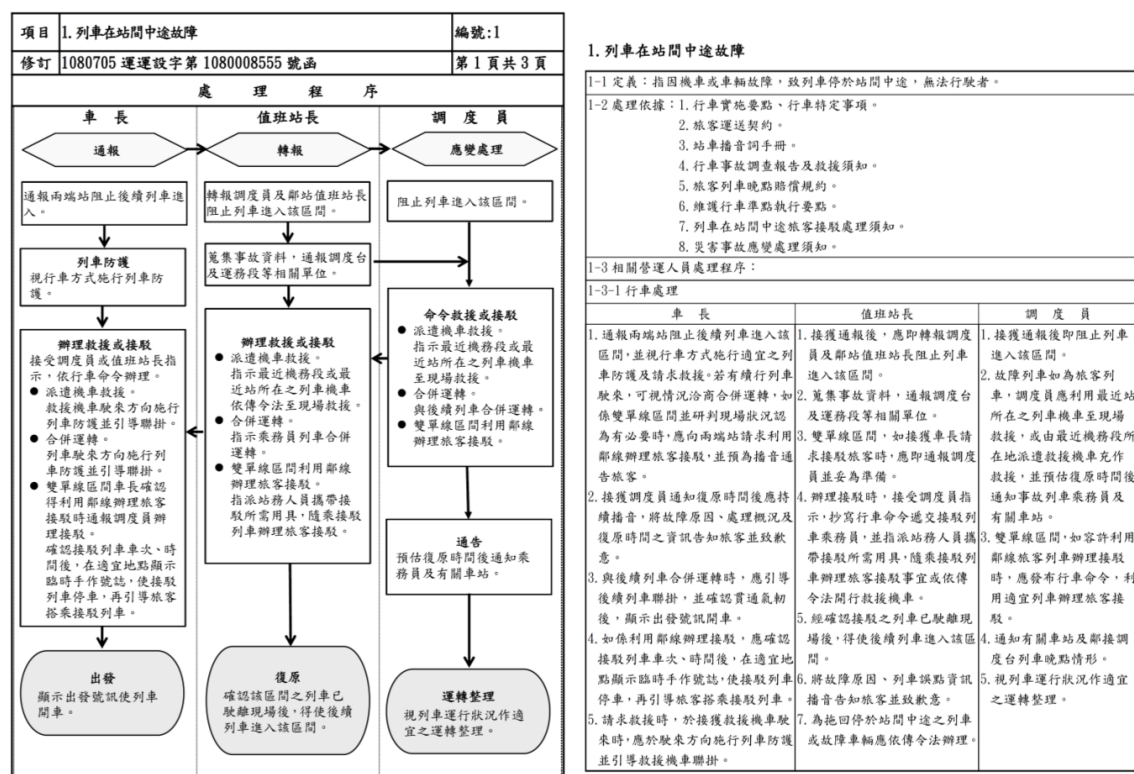 項目 1.列車在站間中途故障 編號:1
修訂 1080705 運運設字第 1080008555 號函 第 1 頁共 3 頁
處 理 程 序
車 長 值班站長 調 度 員
通報 轉報 應變處理
通報兩端站阻止後續列車進
入。
列車防護
視行車方式施行列車防
護。
辦理救援或接駁
接受調度員或值班站長指
示，依行車命令辦理。
● 派遣機車救援。
救援機車駛來方向施行
列車防護並引導聯掛。
● 合併運轉。
列車駛來方向施行列
車防護並引導聯掛。
● 雙單線區間車長確認
得利用鄰線辦理旅客
接駁時通報調度員辦
理接駁。
確認接駁列車車次、時
間後，在適宜地點顯示
臨時手作號誌，使接駁
列車停車，再引導旅客
搭乘接駁列車。
出發
顯示出發號訊使列車
開車。
轉報調度員及鄰站值班站長
阻止列車進入該區間。
蒐集事故資料，通報調度台
及運務段等相關單位。
辦理救援或接駁
● 派遣機車救援。
指示最近機務段或最
近站所在之列車機車
依傳令法至現場救援。
● 合併運轉。
指示乘務員列車合併
運轉。
● 雙單線區間利用鄰線
辦理旅客接駁。
指派站務人員攜帶接
駁所需用具，隨乘接駁
列車辦理旅客接駁。
復原
確認該區間之列車已
駛離現場後，得使後續
列車進入該區間。
阻止列車進入該區間。
命令救援或接駁
● 派遣機車救援。
指示最近機務段或最
近站所在之列車機車
至現場救援。
● 合併運轉。
與後續列車合併運轉。
● 雙單線區間利用鄰線
辦理旅客接駁。
通告
預估復原時間後通知乘
務員及有關車站。
運轉整理
視列車運行狀況作適
宜之運轉整理。
1.列車在站間中途故障
1-1 定義：指因機車或車輛故障，致列車停於站間中途，無法行駛者。
1-2 處理依據：1.行車實施要點、行車特定事項。
2.旅客運送契約。
3.站車播音詞手冊。
4.行車事故調查報告及救援須知。
5.旅客列車晚點賠償規約。
6.維護行車準點執行要點。
7.列車在站間中途旅客接駁處理須知。
8.災害事故應變處理須知。
1-3 相關營運人員處理程序：
1-3-1 行車處理
車 長 值班站長 調 度 員
1.通報兩端站阻止後續列車進入該
區間，並視行車方式施行適宜之列
車防護及請求救援。若有續行列車
駛來，可視情況洽商合併運轉，如
係雙單線區間並研判現場狀況認
為有必要時，應向兩端站請求利用
鄰線辦理旅客接駁，並預為播音通
告旅客。
2.接獲調度員通知復原時間後應持
續播音，將故障原因、處理概況及
復原時間之資訊告知旅客並致歉
意。
3.與後續列車合併運轉時，應引導
後續列車聯掛，並確認貫通氣軔
後，顯示出發號訊開車。
4.如係利用鄰線辦理接駁，應確認
接駁列車車次、時間後，在適宜地
點顯示臨時手作號誌，使接駁列車
停車，再引導旅客搭乘接駁列車。
5.請求救援時，於接獲救援機車駛
來時，應於駛來方向施行列車防護
並引導救援機車聯掛。
1.接獲通報後，應即轉報調度
員及鄰站值班站長阻止列車
進入該區間。
2.蒐集事故資料，通報調度台
及運務段等相關單位。
3.雙單線區間，如接獲車長請
求接駁旅客時，應即通報調度
員並妥為準備。
4.辦理接駁時，接受調度員指
示，抄寫行車命令遞交接駁列
車乘務員，並指派站務人員攜
帶接駁所需用具，隨乘接駁列
車辦理旅客接駁事宜或依傳
令法開行救援機車。
5.經確認接駁之列車已駛離現
場後，得使後續列車進入該區
間。
6.將故障原因、列車誤點資訊
播音告知旅客並致歉意。
7.為拖回停於站間中途之列車
或故障車輛應依傳令法辦理。
1.接獲通報後即阻止列車
進入該區間。
2.故障列車如為旅客列
車，調度員應利用最近站
所在之列車機車至現場
救援，或由最近機務段所
在地派遣救援機車充作
救援，並預估復原時間後
通知事故列車乘務員及
有關車站。
3.雙單線區間，如容許利用
鄰線旅客列車辦理接駁
時，應發布行車命令，利
用適宜列車辦理旅客接
駁。
4.通知有關車站及鄰接調
度台列車晚點情形。
5.視列車運行狀況作適宜
之運轉整理。